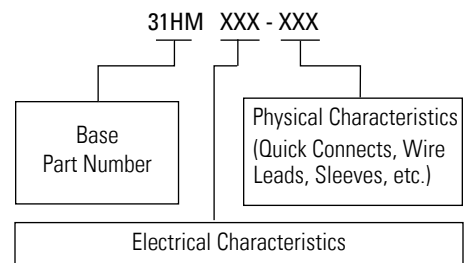 31HM XXX - XXX
Base
Part Number
Physical Characteristics
(Quick Connects, Wire
Leads, Sleeves, etc.)
Electrical Characteristics